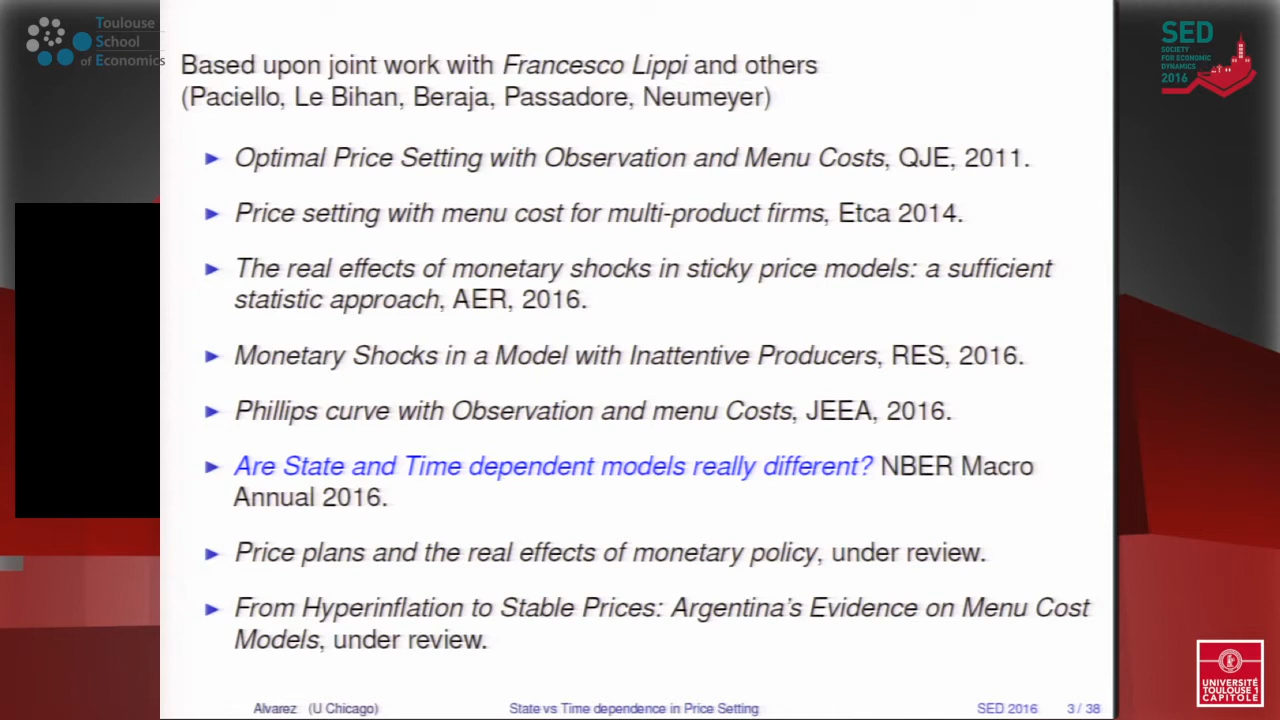 Toulouse
School
of Economics
SED
SOCIETY
FOR ECONOMIC
DYNAMICS
2016
Based upon joint work with Francesco Lippi and others
(Paciello, Le Bihan, Beraja, Passadore, Neumeyer)
► Optimal Price Setting with Observation and Menu Costs, QJE, 2011.
► Price setting with menu cost for multi-product firms, Etca 2014.
► The real effects of monetary shocks in sticky price models: a sufficient
statistic approach, AER, 2016.
► Monetary Shocks in a Model with Inattentive Producers, RES, 2016.
► Phillips curve with Observation and menu Costs, JEEA, 2016.
► Are State and Time dependent models really different? NBER Macro
Annual 2016.
► Price plans and the real effects of monetary policy, under review.
► From Hyperinflation to Stable Prices: Argentina's Evidence on Menu Cost
Models, under review.
Alvarez (U Chicago) State vs Time dependence in Price Setting SED 2016 3 / 38
UNIVERSITÉ
TOULOUSE 1
CAPITOLE